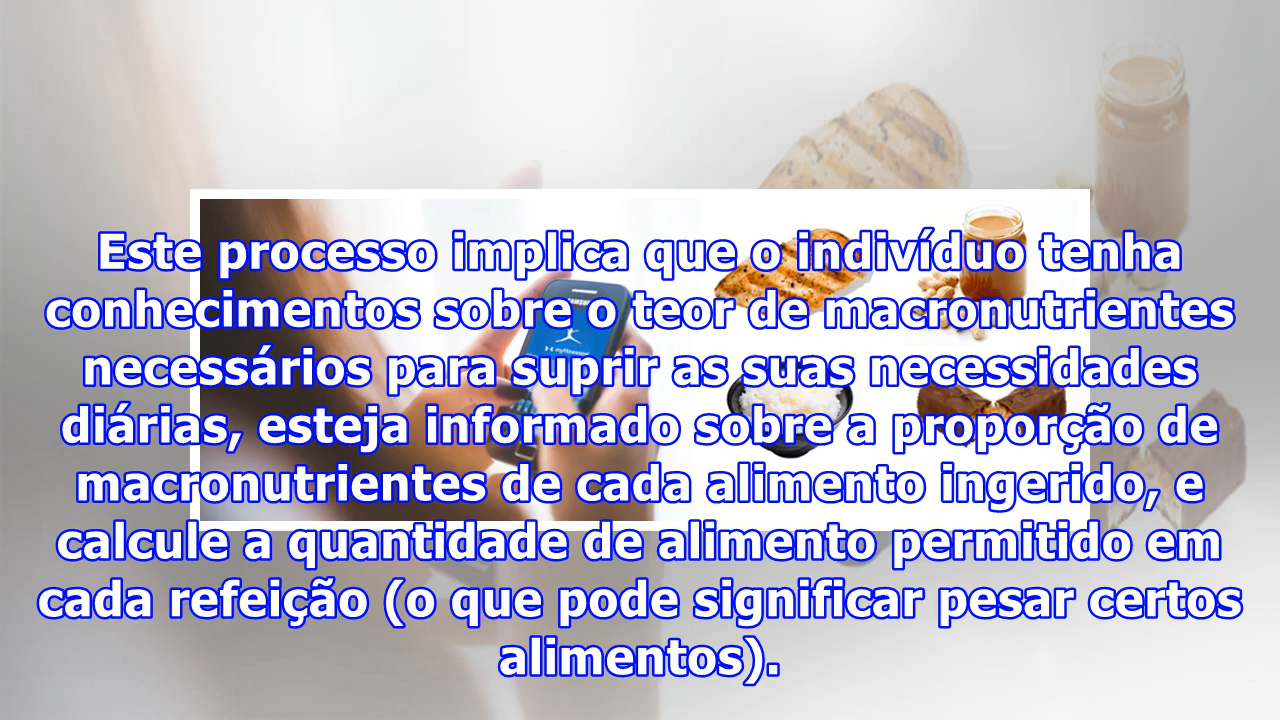 Este processo implica que o indivíduo tenha
conhecimentos sobre o teor de macronutrientes
necessários para suprir as suas necessidades
diárias, esteja informado sobre a proporção de
macronutrientes de cada alimento ingerido, e
calcule a quantidade de alimento permitido em
cada refeição (o que pode significar pesar certos
alimentos).